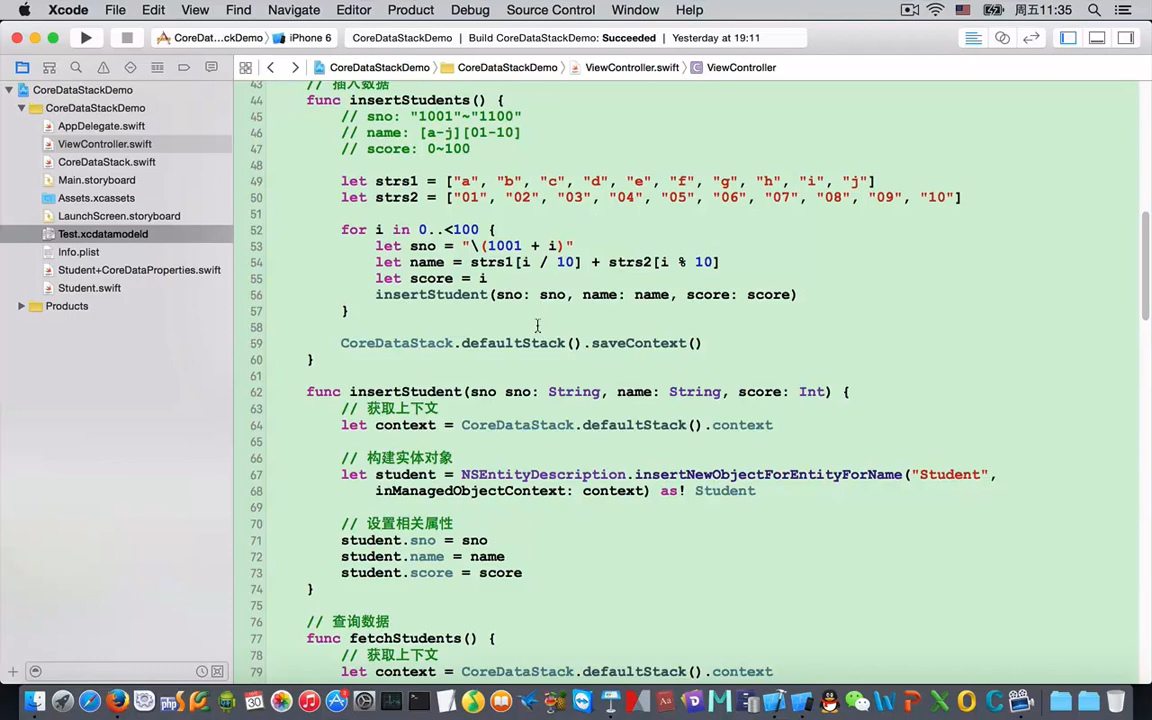 Xcode File Edit View Find Navigate Editor Product Debug Source Control Window Help 周五11:35
CoreDat...ckDemo iPhone 6 CoreDataStackDemo Build CoreDataStackDemo: Succeeded Yesterday at 19:11
CoreDataStackDemo CoreDataStackDemo ViewController.swift C ViewController
CoreDataStackDemo
CoreDataStackDemo
AppDelegate.swift
ViewController.swift
CoreDataStack.swift
Main.storyboard
Assets.xcassets
LaunchScreen.storyboard
Test.xcdatamodeld
Info.plist
Student+CoreDataProperties.swift
Student.swift
Products
43 // 插入数据
44 func insertStudents() {
45 // sno: "1001"~"1100"
46 // name: [a-j][01-10]
47 // score: 0~100
48
49 let strs1 = ["a", "b", "c", "d", "e", "f", "g", "h", "i", "j"]
50 let strs2 = ["01", "02", "03", "04", "05", "06", "07", "08", "09", "10"]
51
52 for i in 0..<100 {
53 let sno = "\(1001 + i)"
54 let name = strs1[i / 10] + strs2[i % 10]
55 let score = i
56 insertStudent(sno: sno, name: name, score: score)
57 }
58
59 CoreDataStack.defaultStack().saveContext()
60 }
61
62 func insertStudent(sno sno: String, name: String, score: Int) {
63 // 获取上下文
64 let context = CoreDataStack.defaultStack().context
65
66 // 构建实体对象
67 let student = NSEntityDescription.insertNewObjectForEntityForName("Student",
68 inManagedObjectContext: context) as! Student
69
70 // 设置相关属性
71 student.sno = sno
72 student.name = name
73 student.score = score
74 }
75
76 // 查询数据
77 func fetchStudents() {
78 // 获取上下文
79 let context = CoreDataStack.defaultStack().context